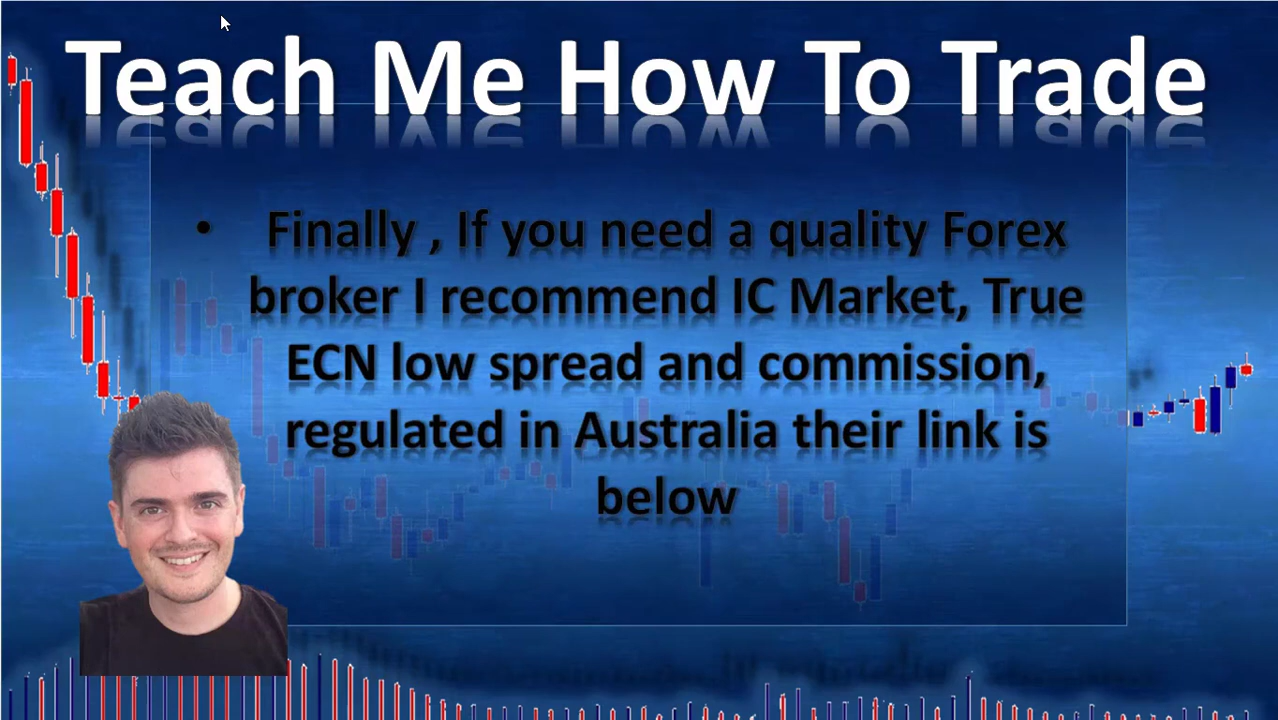 Teach Me How To Trade
• Finally , If you need a quality Forex
broker I recommend IC Market, True
ECN low spread and commission,
regulated in Australia their link is
below